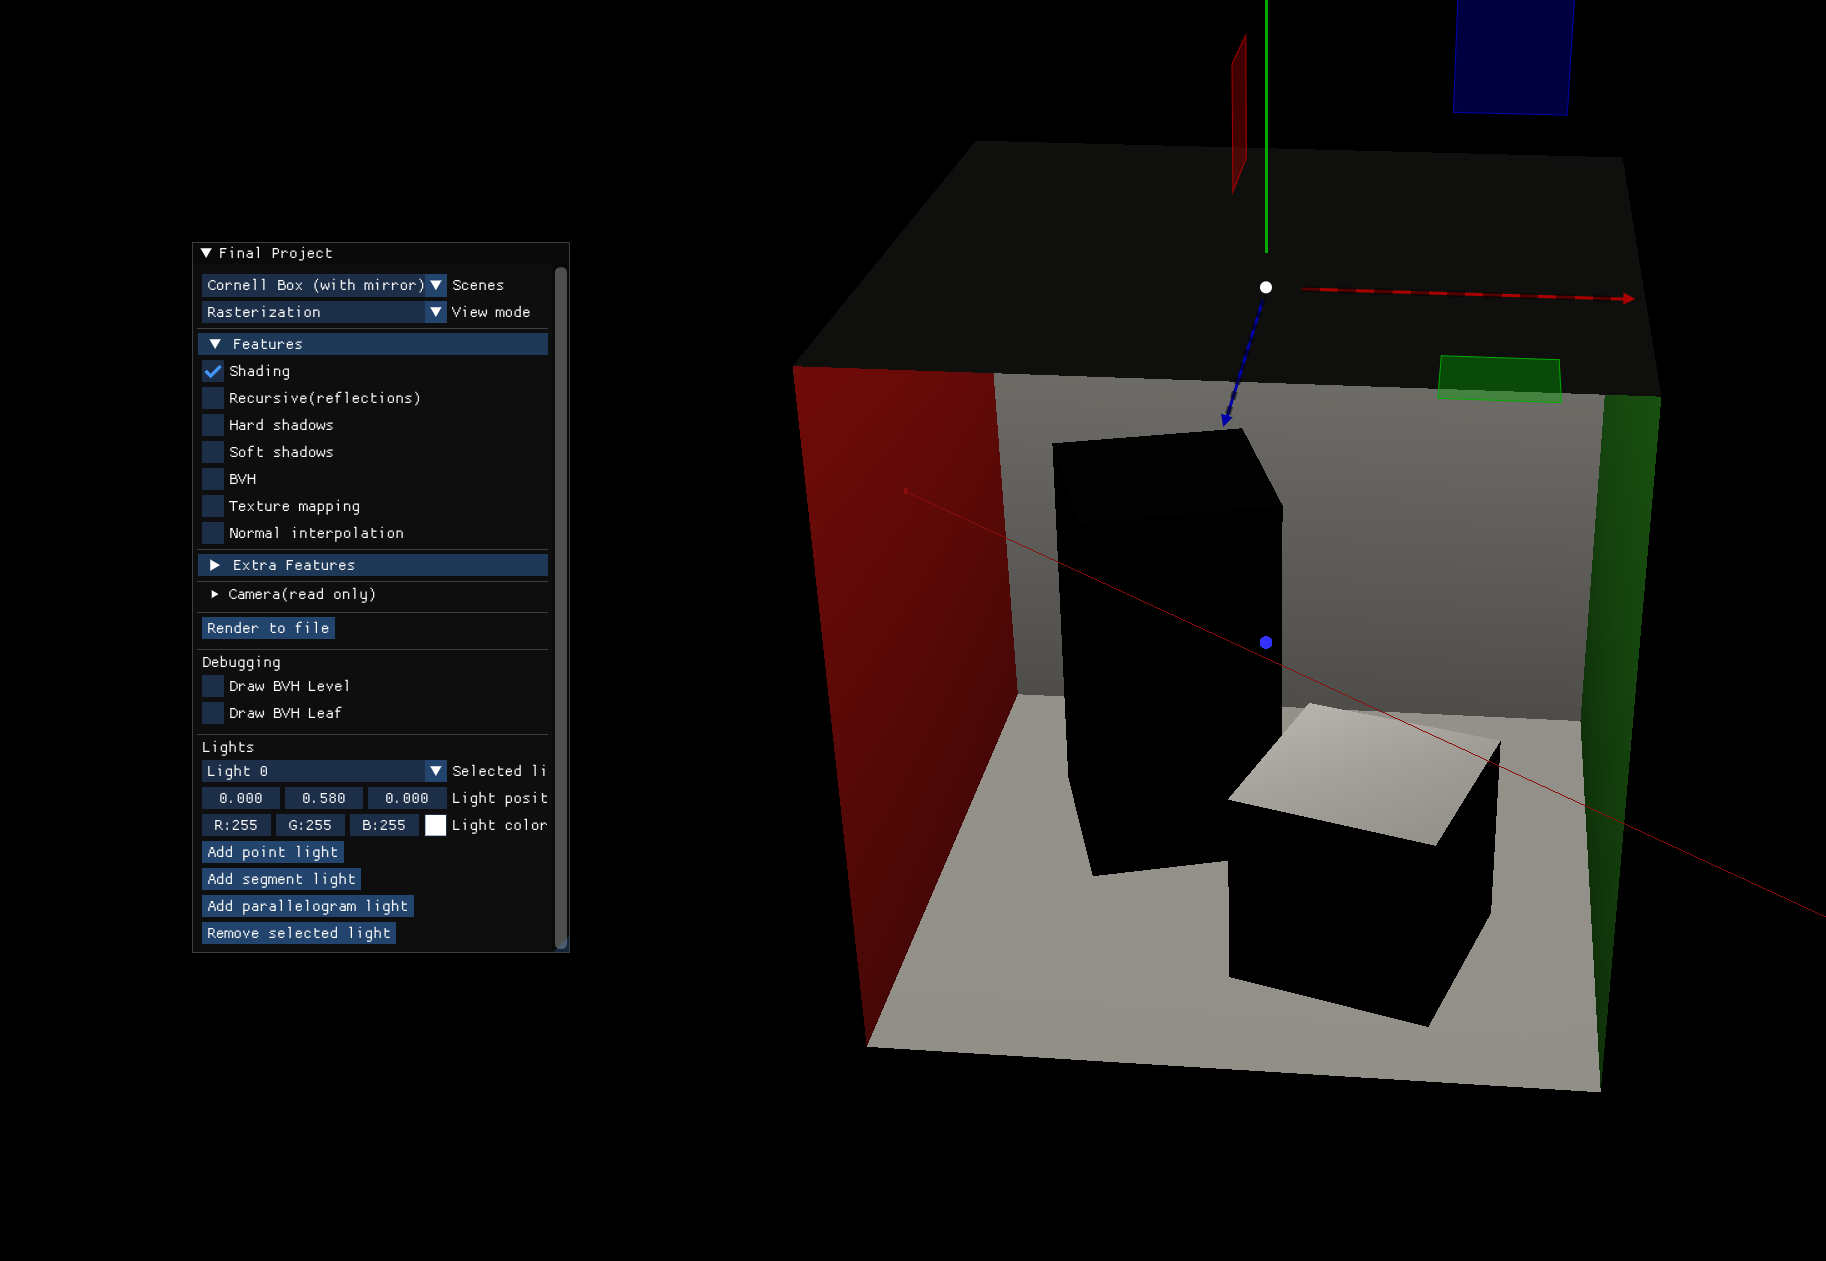 Final Project
Cornell Box (with mirror) Scenes
Rasterization View mode
Features
Shading
Recursive(reflections)
Hard shadows
Soft shadows
BVH
Texture mapping
Normal interpolation
Extra Features
Camera(read only)
Render to file
Debugging
Draw BVH Level
Draw BVH Leaf
Lights
Light 0 Selected li
0.000 0.580 0.000 Light posit
R:255 G:255 B:255 Light color
Add point light
Add segment light
Add parallelogram light
Remove selected light